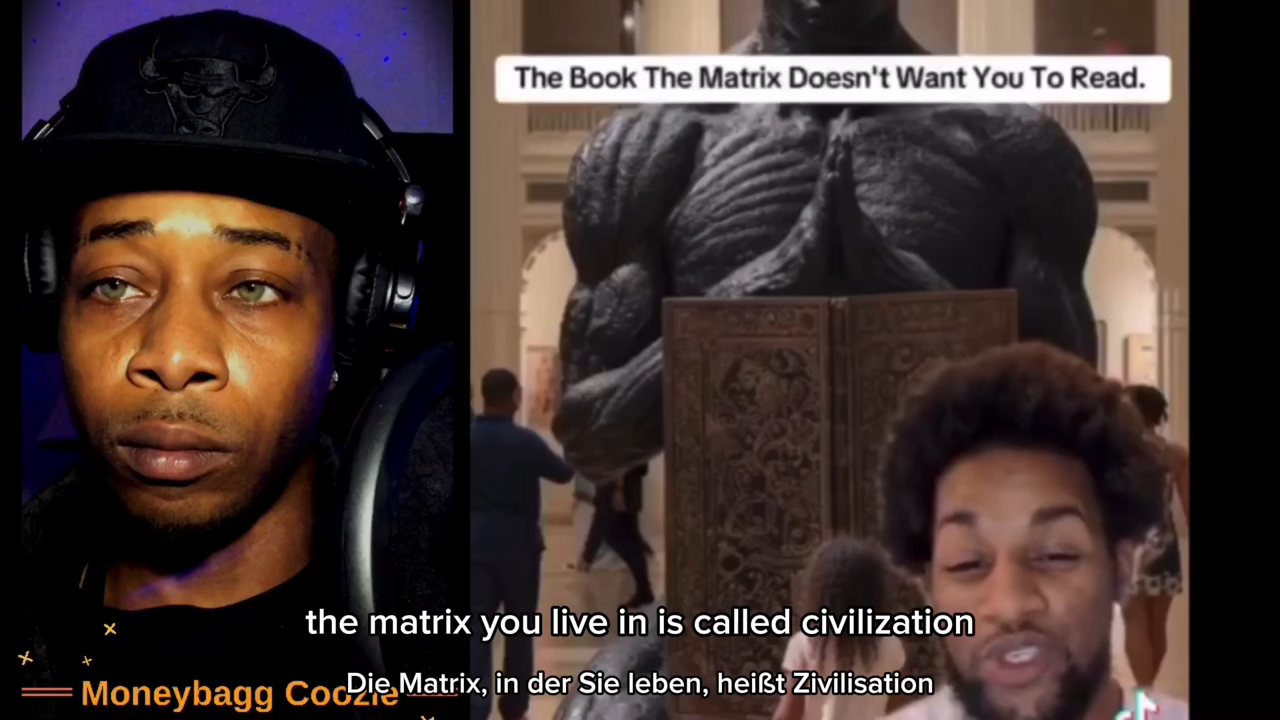 The Book The Matrix Doesn't Want You To Read.
the matrix you live in is called civilization
Die Matrix, in der Sie leben, heißt Zivilisation
Moneybagg Coozie